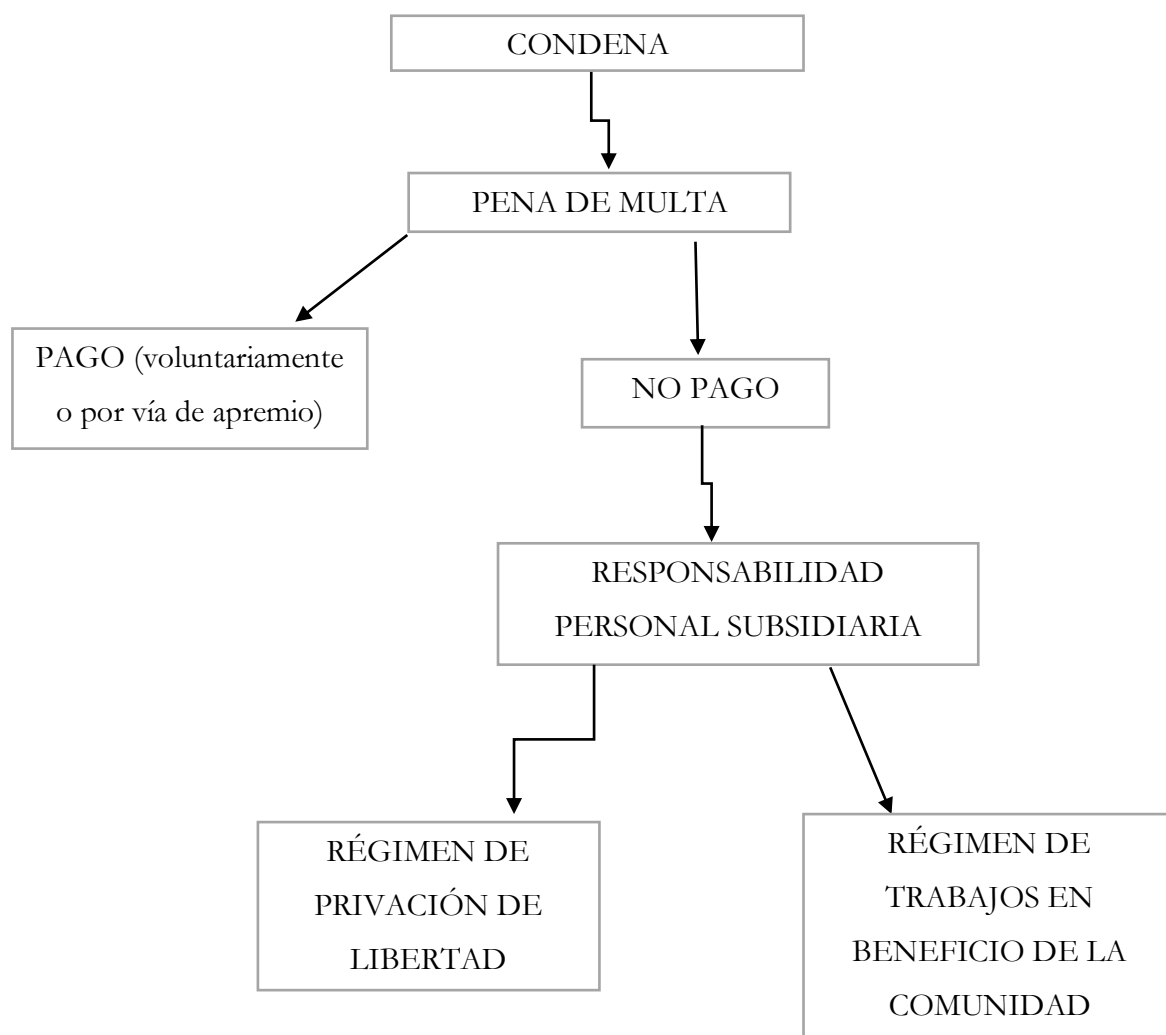 CONDENA
PENA DE MULTA
PAGO (voluntariamente
o por vía de apremio)
NO PAGO
RESPONSABILIDAD
PERSONAL SUBSIDIARIA
RÉGIMEN DE
PRIVACIÓN DE
LIBERTAD
RÉGIMEN DE
TRABAJOS EN
BENEFICIO DE LA
COMUNIDAD